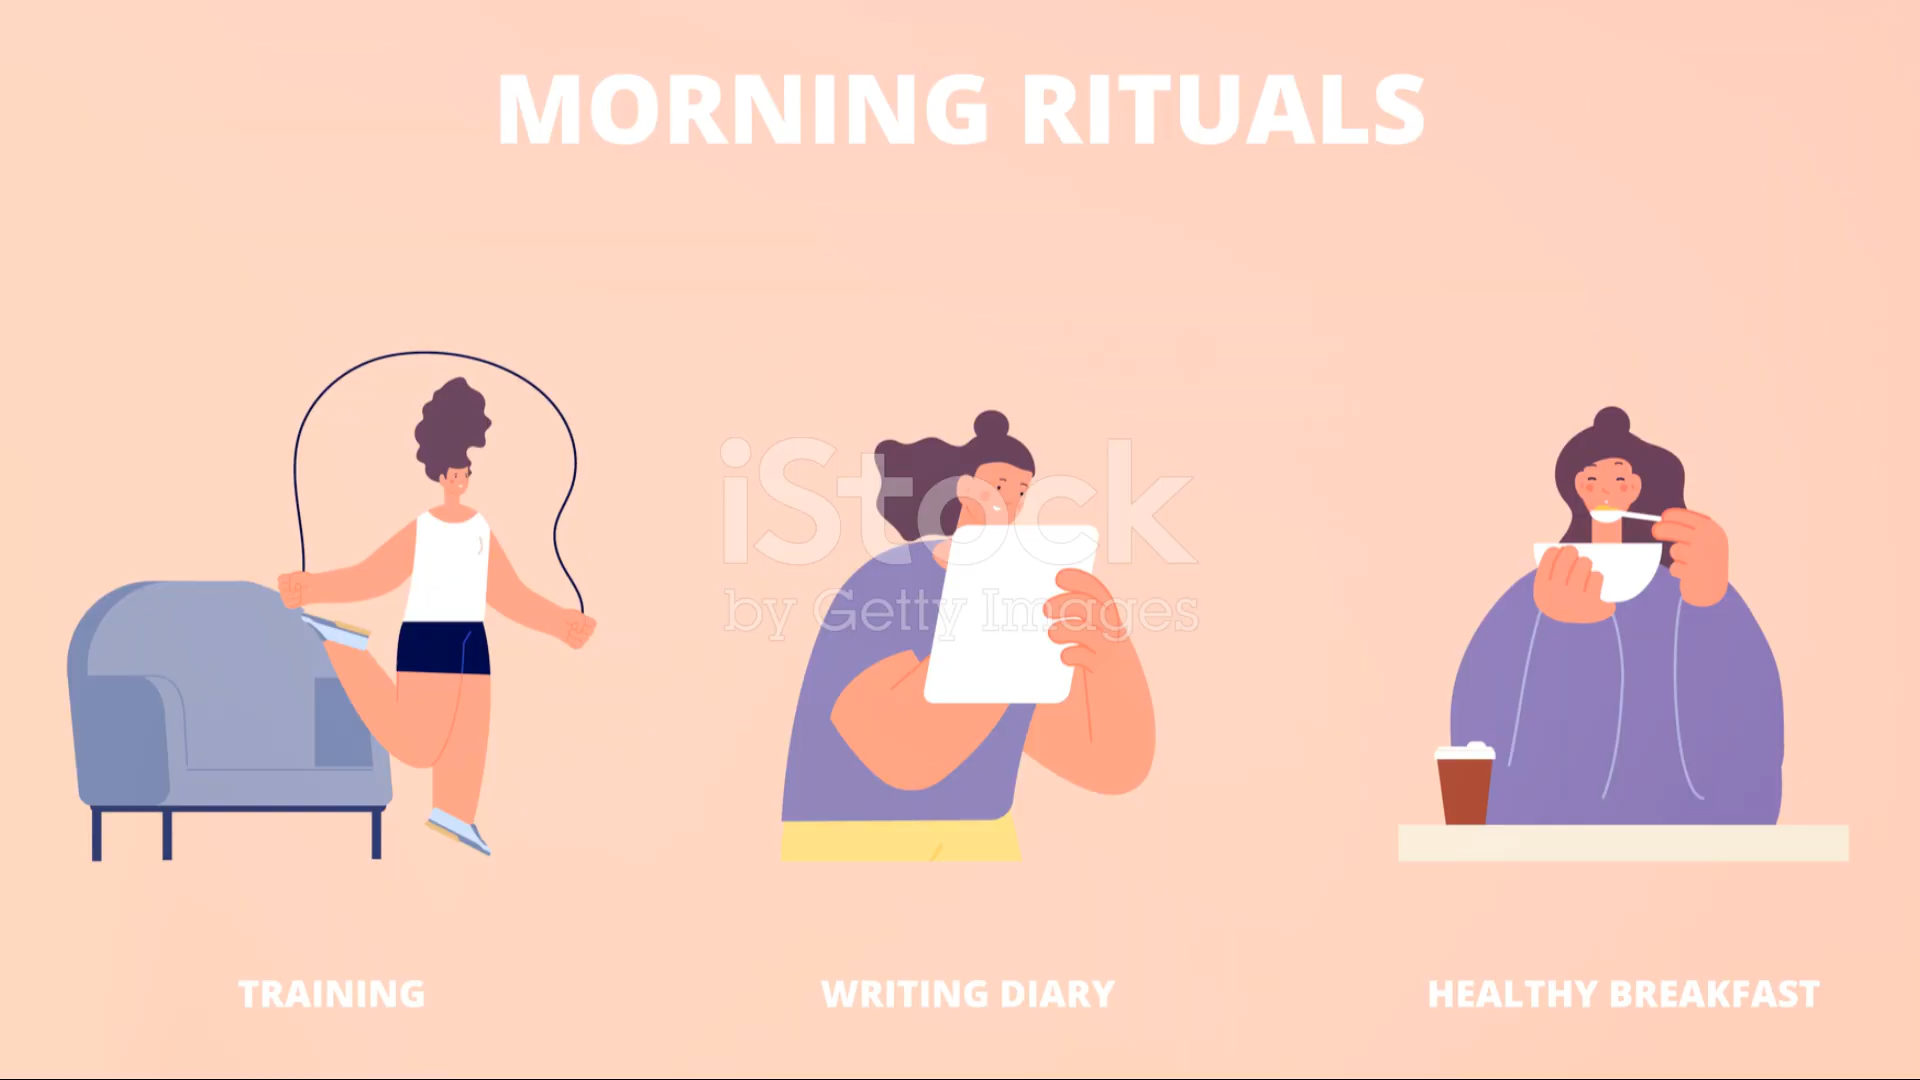 MORNING RITUALS
iStock
by Getty Images
TRAINING
WRITING DIARY
HEALTHY BREAKFAST